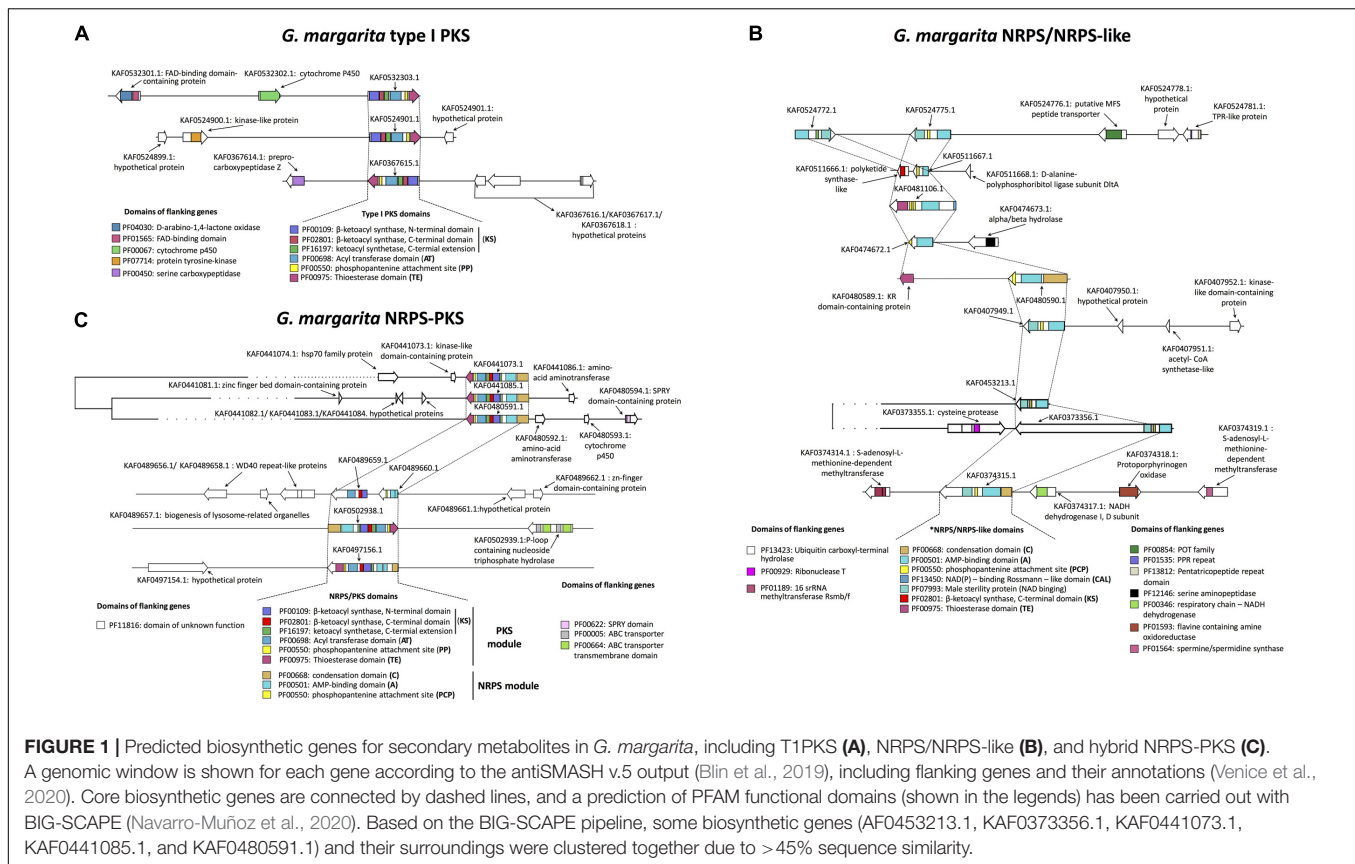 A
G. margarita type I PKS
KAF0532301.1: FAD-binding domain-
containing protein
KAF0532302.1: cytochrome P450
KAF0532303.1
KAF0524900.1: kinase-like protein
KAF0524901.1
KAF0524901.1:
hypothetical protein
KAF0524899.1:
hypothetical protein
KAF0367614.1: prepro-
carboxypeptidase Z
KAF0367615.1
KAF0367616.1/KAF0367617.1/
KAF0367618.1 :
hypothetical proteins
Domains of flanking genes
PF04030: D-arabino-1,4-lactone oxidase
PF01565: FAD-binding domain
PF00067: cytochrome p450
PF07714: protein tyrosine-kinase
PF00450: serine carboxypeptidase
Type I PKS domains
PF00109: β-ketoacyl synthase, N-terminal domain
PF02801: β-ketoacyl synthase, C-terminal domain
PF16197: ketoacyl synthetase, C-termial extension
(KS)
PF00698: Acyl transferase domain (AT)
PF00550: phosphopantenine attachment site (PP)
PF00975: Thioesterase domain (TE)
B
G. margarita NRPS/NRPS-like
KAF0524772.1
KAF0524775.1
KAF0524776.1: putative MFS
peptide transporter
KAF0524778.1:
hypothetical
protein
KAF0524781.1:
TPR-like protein
KAF0511666.1: polyketide
synthase-
like
KAF0511667.1
KAF0511668.1: D-alanine-
polyphosphoribitol ligase subunit DltA
KAF0481106.1
KAF0474673.1:
alpha/beta hydrolase
KAF0474672.1
KAF0480589.1: KR
domain-containing protein
KAF0480590.1
KAF0407949.1
KAF0407950.1:
hypothetical protein
KAF0407952.1: kinase-
like domain-containing
protein
KAF0407951.1:
acetyl- CoA
synthetase-like
KAF0453213.1
KAF0373355.1: cysteine protease
KAF0373356.1
KAF0374319.1 :
S-adenosyl-L-
methionine-dependent
methyltransferase
KAF0374314.1 :
S-adenosyl-L-
methionine-dependent
methyltransferase
KAF0374315.1
KAF0374318.1:
Protoporphyrinogen
oxidase
KAF0374317.1: NADH
dehydrogenase I, D subunit
Domains of flanking genes
PF13423: Ubiquitin carboxyl-terminal
hydrolase
PF00929: Ribonuclease T
PF01189: 16 srRNA
methyltransferase Rsmb/f
*NRPS/NRPS-like domains
PF00668: condensation domain (C)
PF00501: AMP-binding domain (A)
PF00550: phosphopantenine attachment site (PCP)
PF13450: NAD(P) – binding Rossmann – like domain (CAL)
PF07993: Male sterility protein (NAD binging)
PF02801: β-ketoacyl synthase, C-terminal domain (KS)
PF00975: Thioesterase domain (TE)
Domains of flanking genes
PF00854: POT family
PF01535: PPR repeat
PF13812: Pentatricopeptide repeat
domain
PF12146: serine aminopeptidase
PF00346: respiratory chain – NADH
dehydrogenase
PF01593: flavine containing amine
oxidoreductase
PF01564: spermine/spermidine synthase
C
G. margarita NRPS-PKS
KAF0441074.1: hsp70 family protein
KAF0441073.1: kinase-like
domain-containing protein
KAF0441073.1
KAF0441086.1: amino-
acid aminotransferase
KAF0441081.1: zinc finger bed domain-containing protein
KAF0441085.1
KAF0480594.1: SPRY
domain-containing protein
KAF0441082.1/ KAF0441083.1/KAF0441084. hypothetical proteins
KAF0480591.1
KAF0480592.1:
amino-acid
aminotransferase
KAF0480593.1:
cytochrome
p450
KAF0489656.1/ KAF0489658.1 : WD40 repeat-like proteins
KAF0489659.1
KAF0489660.1
KAF0489662.1 : zn-finger
domain-containing protein
KAF0489657.1: biogenesis of lysosome-related organelles
KAF0489661.1:hypothetical protein
KAF0502938.1
KAF0502939.1:P-loop
containing nucleoside
triphosphate hydrolase
KAF0497156.1
KAF0497154.1: hypothetical protein
Domains of flanking genes
PF11816: domain of unknown function
NRPS/PKS domains
PF00109: β-ketoacyl synthase, N-terminal domain
PF02801: β-ketoacyl synthase, C-terminal domain
PF16197: ketoacyl synthetase, C-termial extension
(KS)
PF00698: Acyl transferase domain (AT)
PF00550: phosphopantenine attachment site (PP)
PF00975: Thioesterase domain (TE)
PKS
module
PF00668: condensation domain (C)
PF00501: AMP-binding domain (A)
PF00550: phosphopantenine attachment site (PCP)
NRPS module
Domains of flanking genes
PF00622: SPRY domain
PF00005: ABC transporter
PF00664: ABC transporter
transmembrane domain
FIGURE 1 | Predicted biosynthetic genes for secondary metabolites in G. margarita, including T1PKS (A), NRPS/NRPS-like (B), and hybrid NRPS-PKS (C).
A genomic window is shown for each gene according to the antiSMASH v.5 output (Blin et al., 2019), including flanking genes and their annotations (Venice et al.,
2020). Core biosynthetic genes are connected by dashed lines, and a prediction of PFAM functional domains (shown in the legends) has been carried out with
BIG-SCAPE (Navarro-Muñoz et al., 2020). Based on the BIG-SCAPE pipeline, some biosynthetic genes (AF0453213.1, KAF0373356.1, KAF0441073.1,
KAF0441085.1, and KAF0480591.1) and their surroundings were clustered together due to >45% sequence similarity.